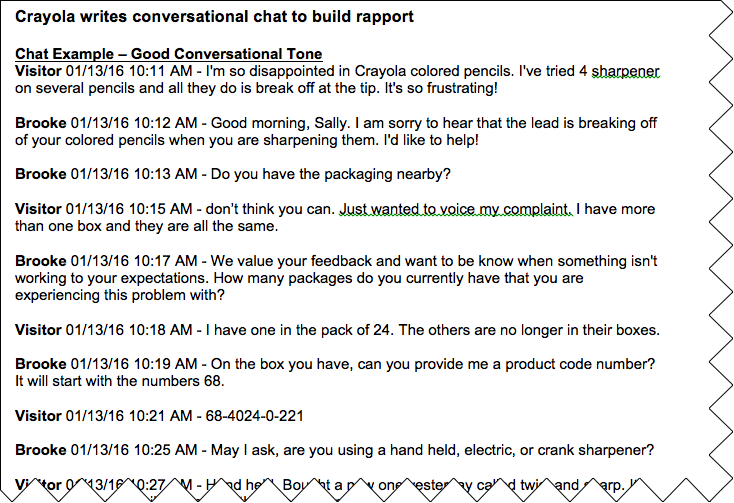 Crayola writes conversational chat to build rapport
Chat Example – Good Conversational Tone
Visitor 01/13/16 10:11 AM - I'm so disappointed in Crayola colored pencils. I've tried 4 sharpener
on several pencils and all they do is break off at the tip. It's so frustrating!
Brooke 01/13/16 10:12 AM - Good morning, Sally. I am sorry to hear that the lead is breaking off
of your colored pencils when you are sharpening them. I'd like to help!
Brooke 01/13/16 10:13 AM - Do you have the packaging nearby?
Visitor 01/13/16 10:15 AM - don't think you can. Just wanted to voice my complaint. I have more
than one box and they are all the same.
Brooke 01/13/16 10:17 AM - We value your feedback and want to be know when something isn't
working to your expectations. How many packages do you currently have that you are
experiencing this problem with?
Visitor 01/13/16 10:18 AM - I have one in the pack of 24. The others are no longer in their boxes.
Brooke 01/13/16 10:19 AM - On the box you have, can you provide me a product code number?
It will start with the numbers 68.
Visitor 01/13/16 10:21 AM - 68-4024-0-221
Brooke 01/13/16 10:25 AM - May I ask, are you using a hand held, electric, or crank sharpener?
Visitor 01/13/16 10:27 AM - Hand held. Bought a new one yesterday called twist and sharp.